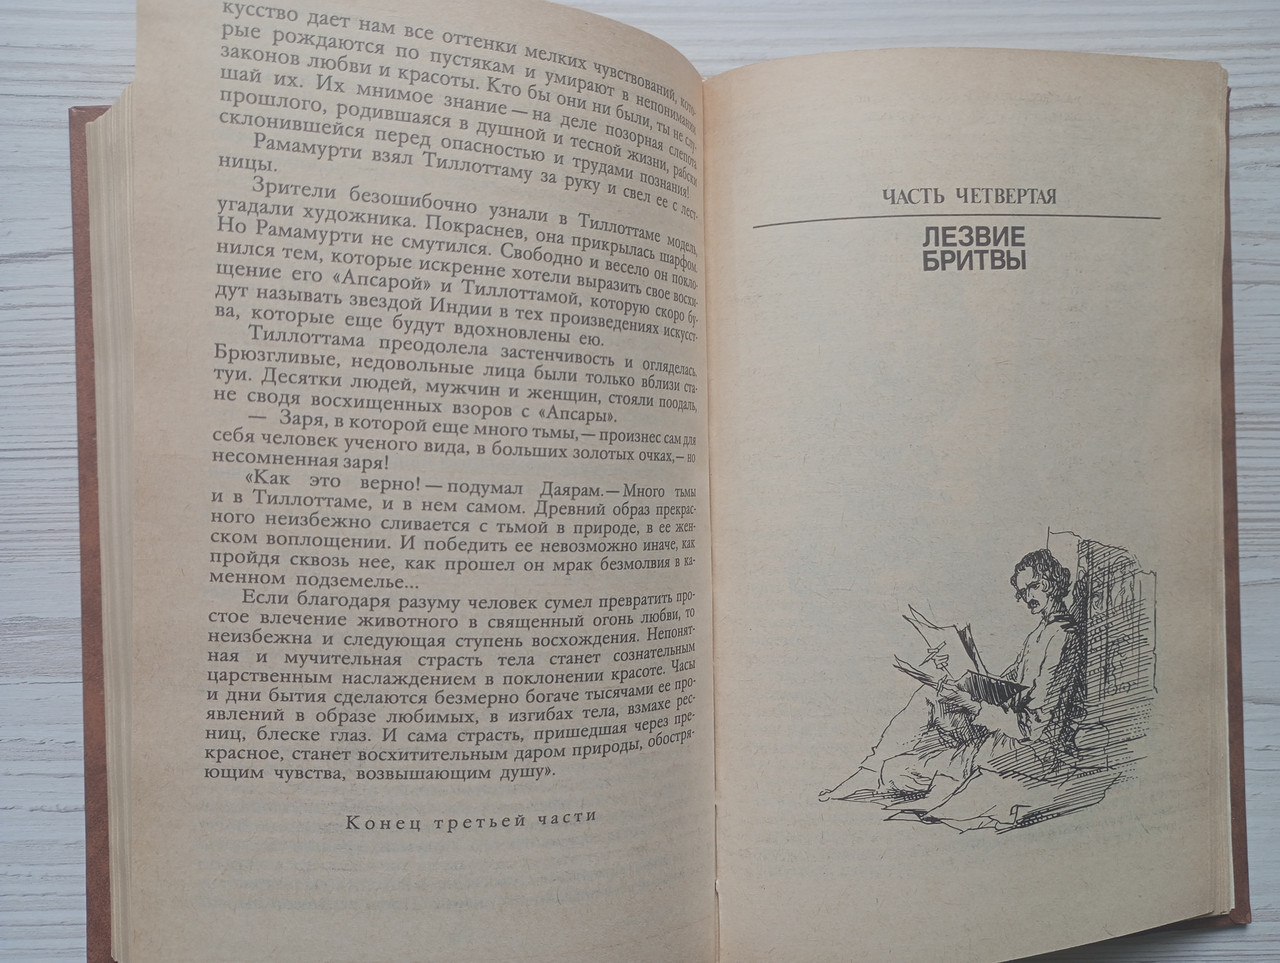 кусство дает нам все оттенки мелких чувствований, кото-
рые рождаются по пустякам и умирают в непонимании
законов любви и красоты. Кто бы они ни были, ты не слу-
шай их. Их мнимое знание — на деле позорная слепота
прошлого, родившаяся в душной и тесной жизни, рабски
склонившейся перед опасностью и трудами познания!
Рамамурти взял Тиллоттаму за руку и свел ее с лест-
ницы.
Зрители безошибочно узнали в Тиллоттаме модель,
угадали художника. Покраснев, она прикрылась шарфом.
Но Рамамурти не смутился. Свободно и весело он покло-
нился тем, которые искренне хотели выразить свое восхи-
щение его «Апсарой» и Тиллоттамой, которую скоро бу-
дут называть звездой Индии в тех произведениях искусст-
ва, которые еще будут вдохновлены ею.
Тиллоттама преодолела застенчивость и огляделась.
Брюзгливые, недовольные лица были только вблизи ста-
туи. Десятки людей, мужчин и женщин, стояли поодаль,
не сводя восхищенных взоров с «Апсары».
— Заря, в которой еще много тьмы, — произнес сам для
себя человек ученого вида, в больших золотых очках, — но
несомненная заря!
«Как это верно! — подумал Даярам. — Много тьмы
и в Тиллоттаме, и в нем самом. Древний образ прекрас-
ного неизбежно сливается с тьмой в природе, в ее жен-
ском воплощении. И победить ее невозможно иначе, как
пройдя сквозь нее, как прошел он мрак безмолвия в ка-
менном подземелье...
Если благодаря разуму человек сумел превратить про-
стое влечение животного в священный огонь любви, то
неизбежна и следующая ступень восхождения. Непонят-
ная и мучительная страсть тела станет сознательным
царственным наслаждением в поклонении красоте. Часы
и дни бытия сделаются безмерно богаче тысячами ее про-
явлений в образе любимых, в изгибах тела, взмахе рес-
ниц, блеске глаз. И сама страсть, пришедшая через пре-
красное, станет восхитительным даром природы, обостря-
ющим чувства, возвышающим душу».
Конец третьей части
ЧАСТЬ ЧЕТВЕРТАЯ
ЛЕЗВИЕ
БРИТВЫ